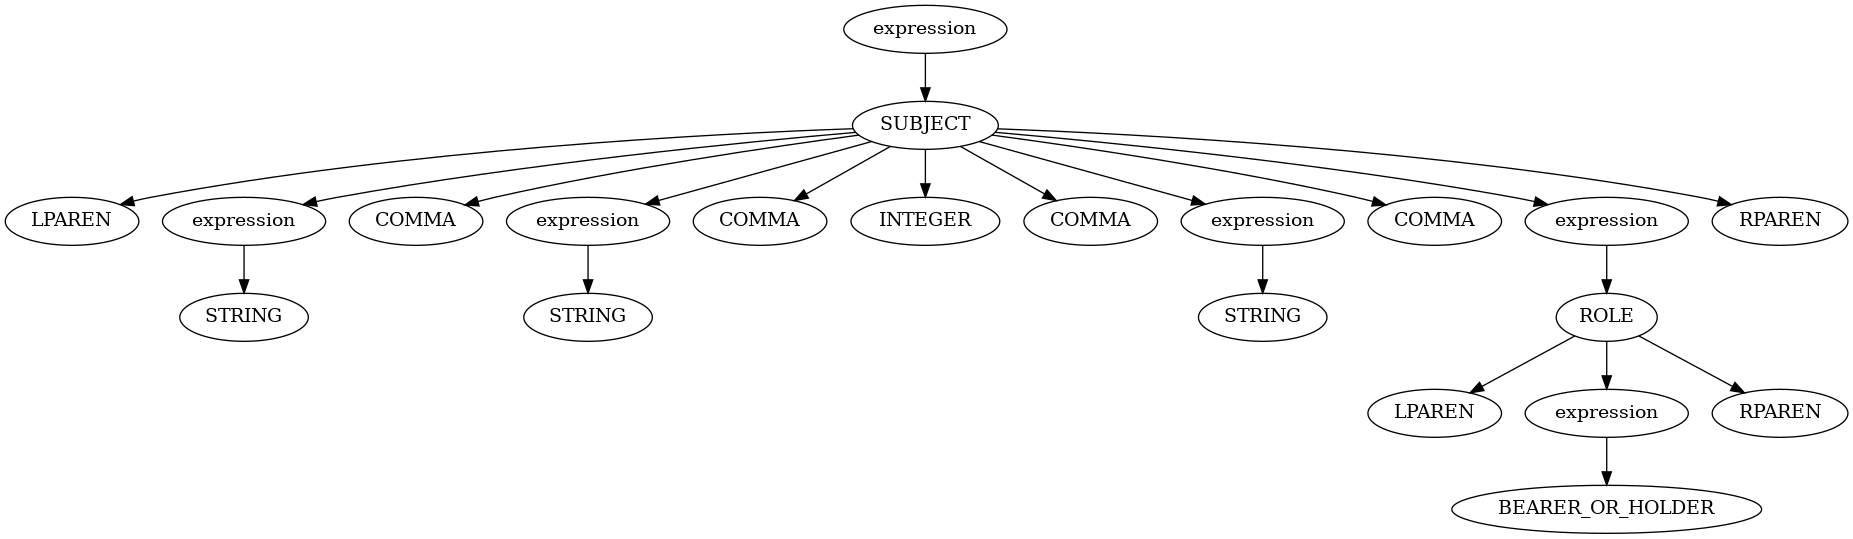 expression
SUBJECT
LPAREN expression COMMA expression COMMA INTEGER COMMA expression COMMA expression RPAREN
STRING STRING STRING ROLE
LPAREN expression RPAREN
BEARER_OR_HOLDER